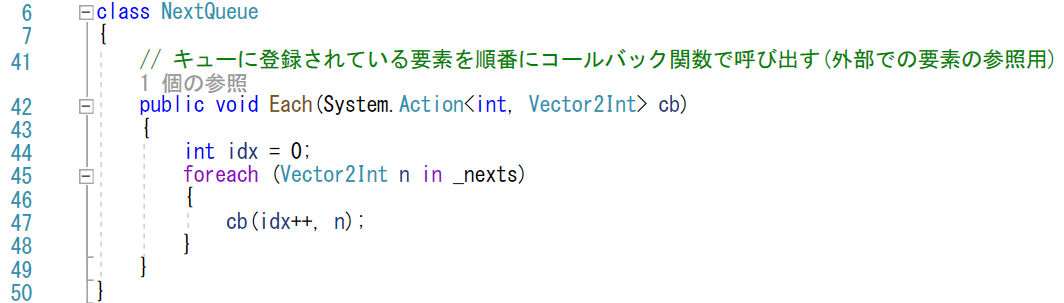 6 class NextQueue
7 {
41 // キューに登録されている要素を順番にコールバック関数で呼び出す(外部での要素の参照用)
1 個の参照
42 public void Each(System.Action<int, Vector2Int> cb)
43 {
44 int idx = 0;
45 foreach (Vector2Int n in _nexts)
46 {
47 cb(idx++, n);
48 }
49 }
50 }